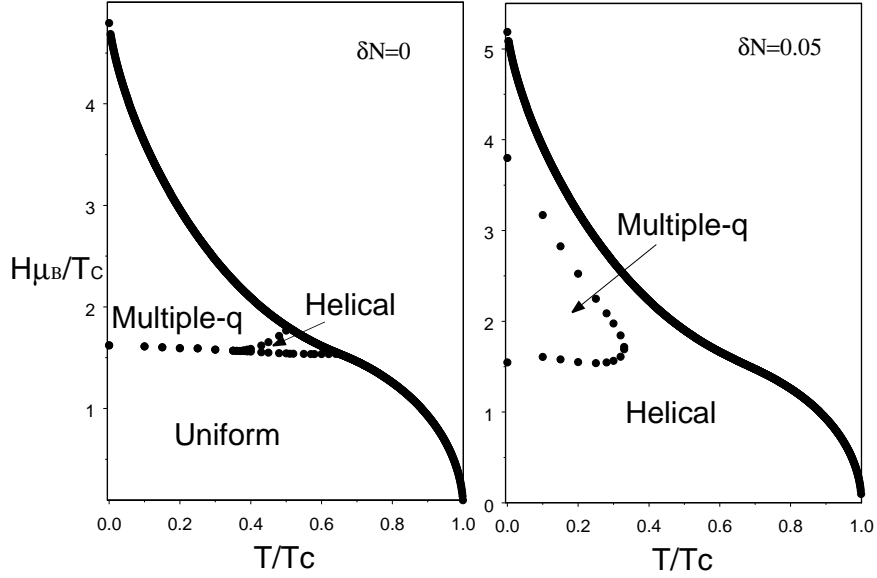 δN=0
4
3
HμB/Tc
2
Multiple-q
Helical
1
Uniform
0.0 0.2 0.4 0.6 0.8 1.0
T/Tc
δN=0.05
5
4
Multiple-q
3
2
Helical
1
0
0.0 0.2 0.4 0.6 0.8 1.0
T/Tc